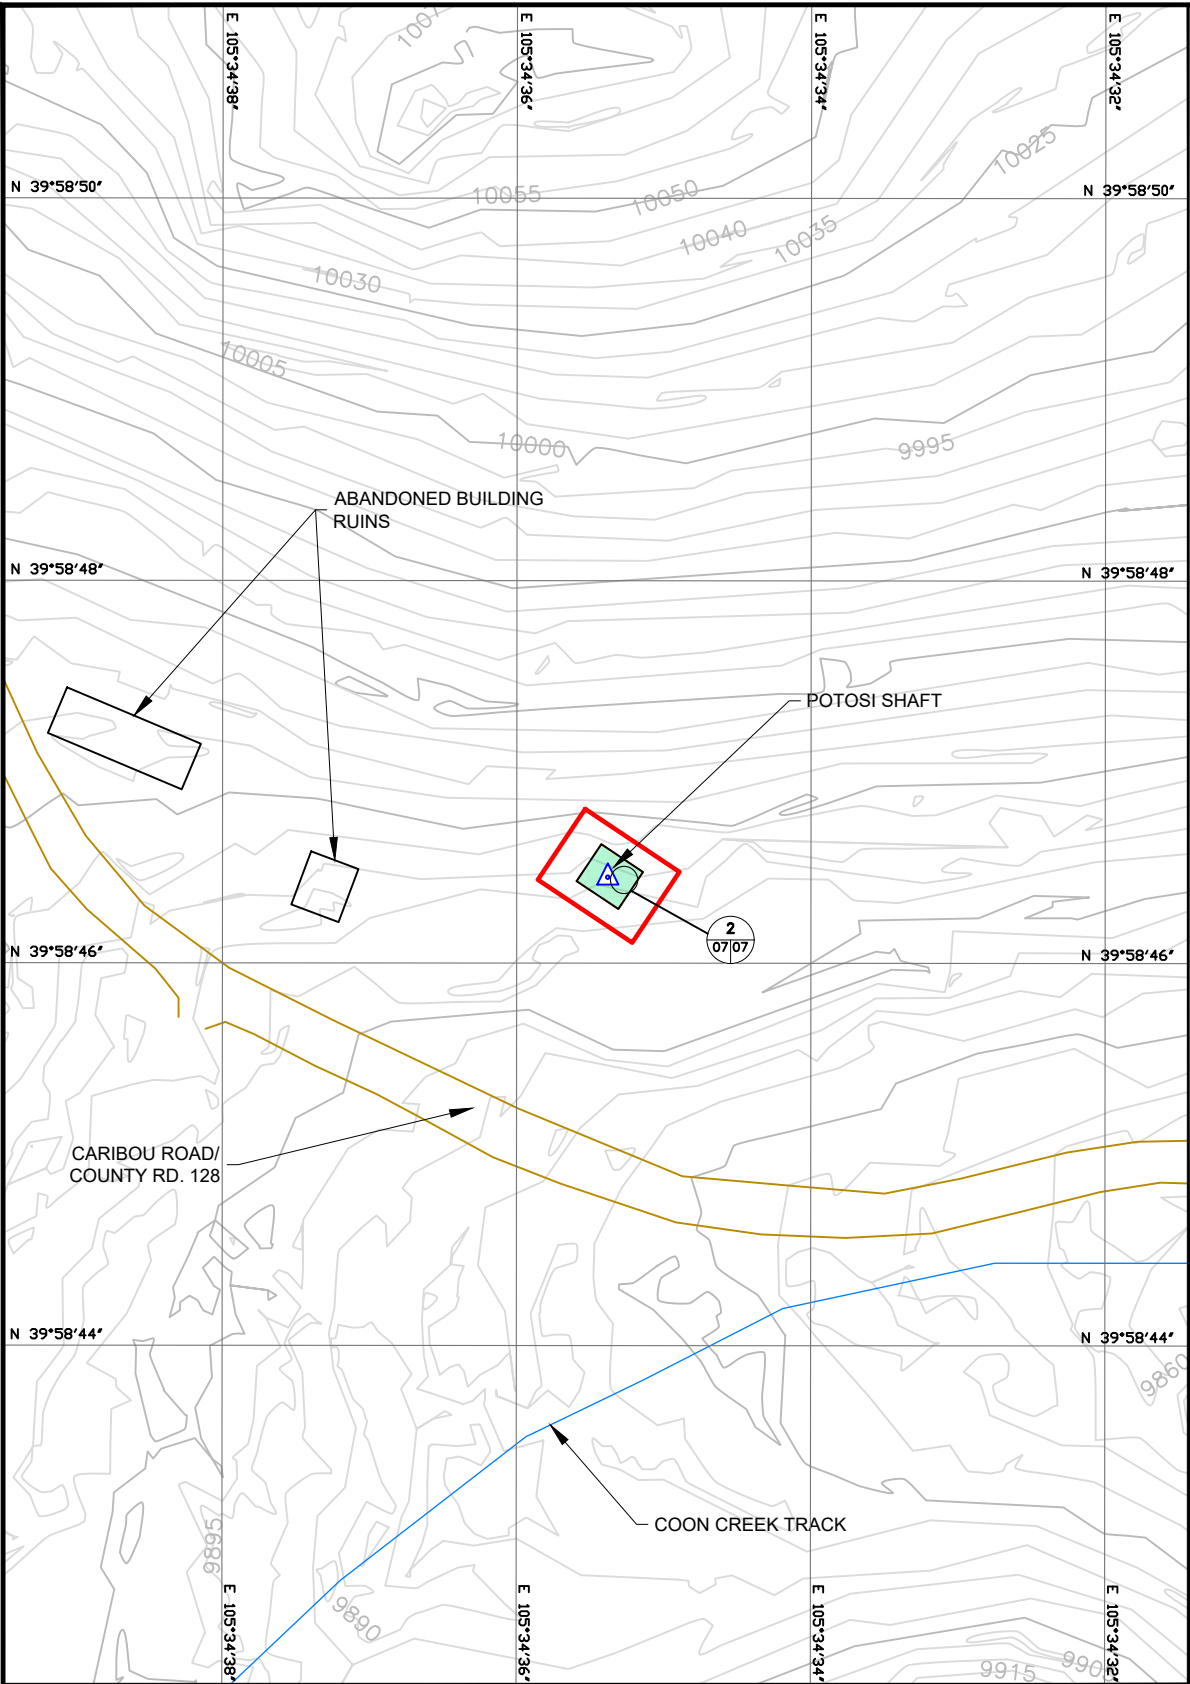 E 105°34'38"
E 105°34'36"
E 105°34'34"
E 105°34'32"
10025
N 39°58'50"
N 39°58'50"
10055
10050
10040
10035
10030
10005
10000
9995
ABANDONED BUILDING
RUINS
N 39°58'48"
N 39°58'48"
POTOSI SHAFT
2
07 07
N 39°58'46"
N 39°58'46"
CARIBOU ROAD/
COUNTY RD. 128
N 39°58'44"
N 39°58'44"
9860
COON CREEK TRACK
9895
9890
E 105°34'38"
E 105°34'36"
E 105°34'34"
E 105°34'32"
9915